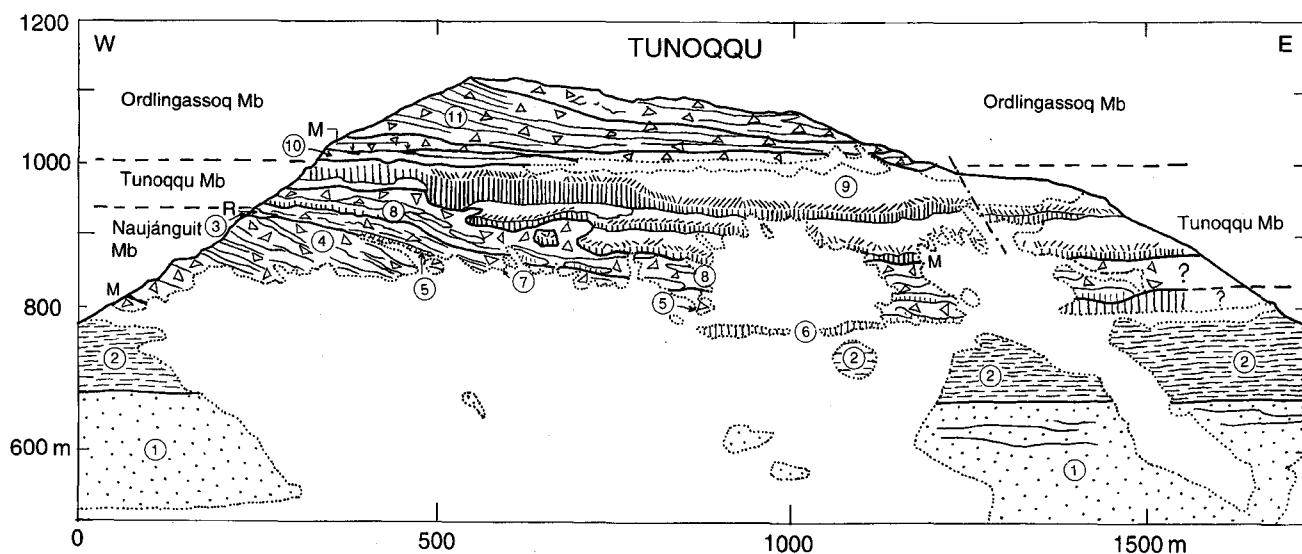 TUNOQQU
W
E
1200
1000
800
600 m
Ordlingassoq Mb
Ordlingassoq Mb
Tunoqqu Mb
Naujánguit
Mb
Tunoqqu Mb
M
10
11
9
R
3
4
8
M
5
7
8
5
M
6
?
?
2
2
2
2
1
1
0
500
1000
1500 m